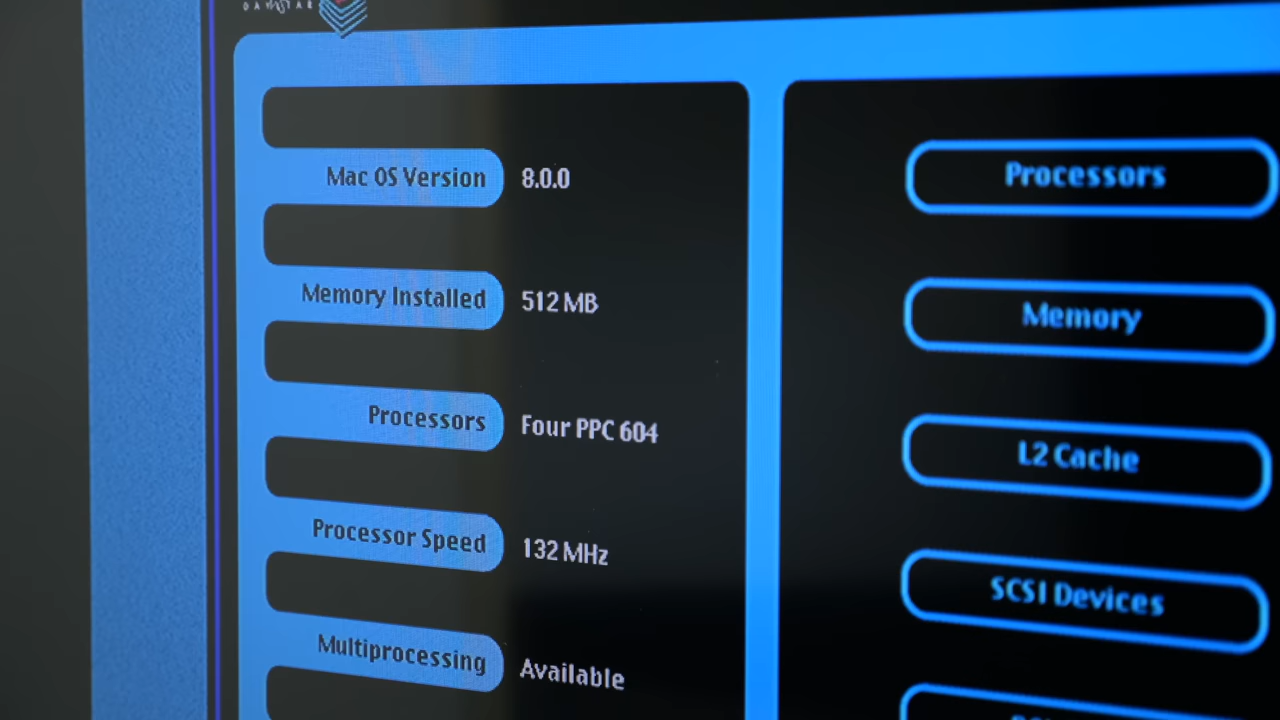 DAYSTAR
Mac OS Version 8.0.0
Memory Installed 512 MB
Processors Four PPC 604
Processor Speed 132 MHz
Multiprocessing Available
Processors
Memory
L2 Cache
SCSI Devices